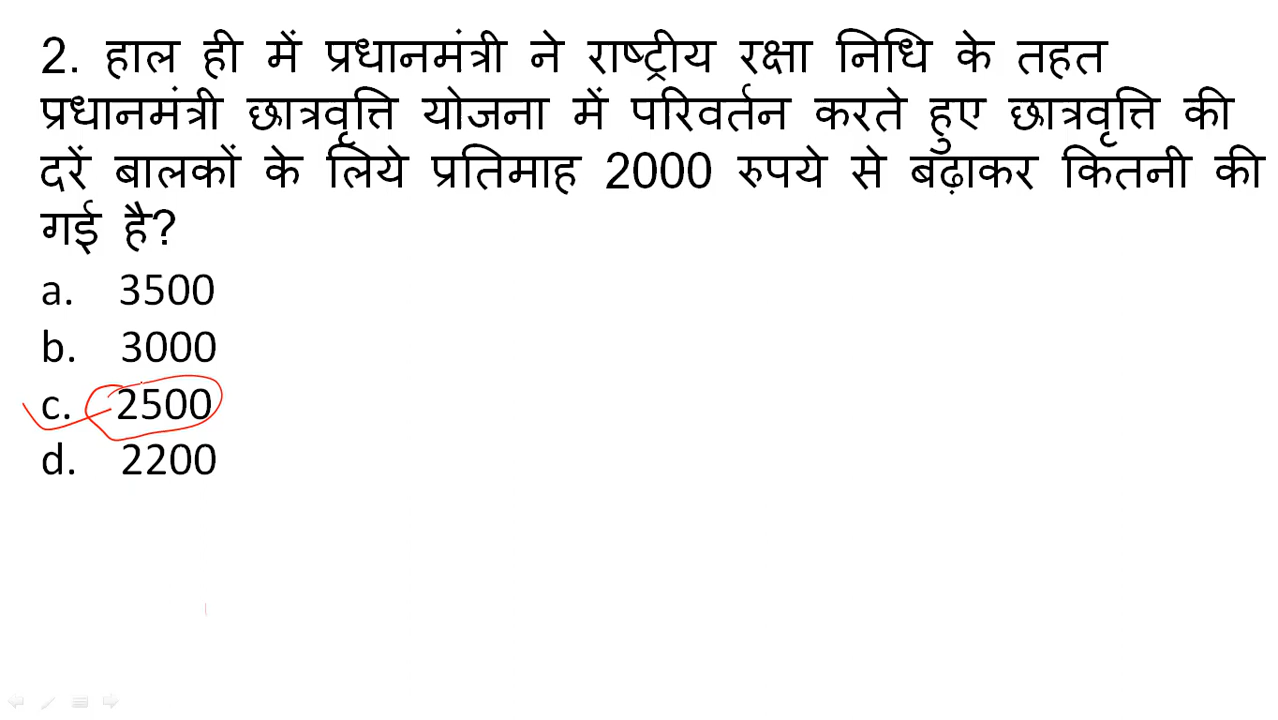 2. हाल ही में प्रधानमंत्री ने राष्ट्रीय रक्षा निधि के तहत
प्रधानमंत्री छात्रवृत्ति योजना में परिवर्तन करते हुए छात्रवृत्ति की
दरें बालकों के लिये प्रतिमाह 2000 रुपये से बढ़ाकर कितनी की
गई है?
a. 3500
b. 3000
c. 2500
d. 2200